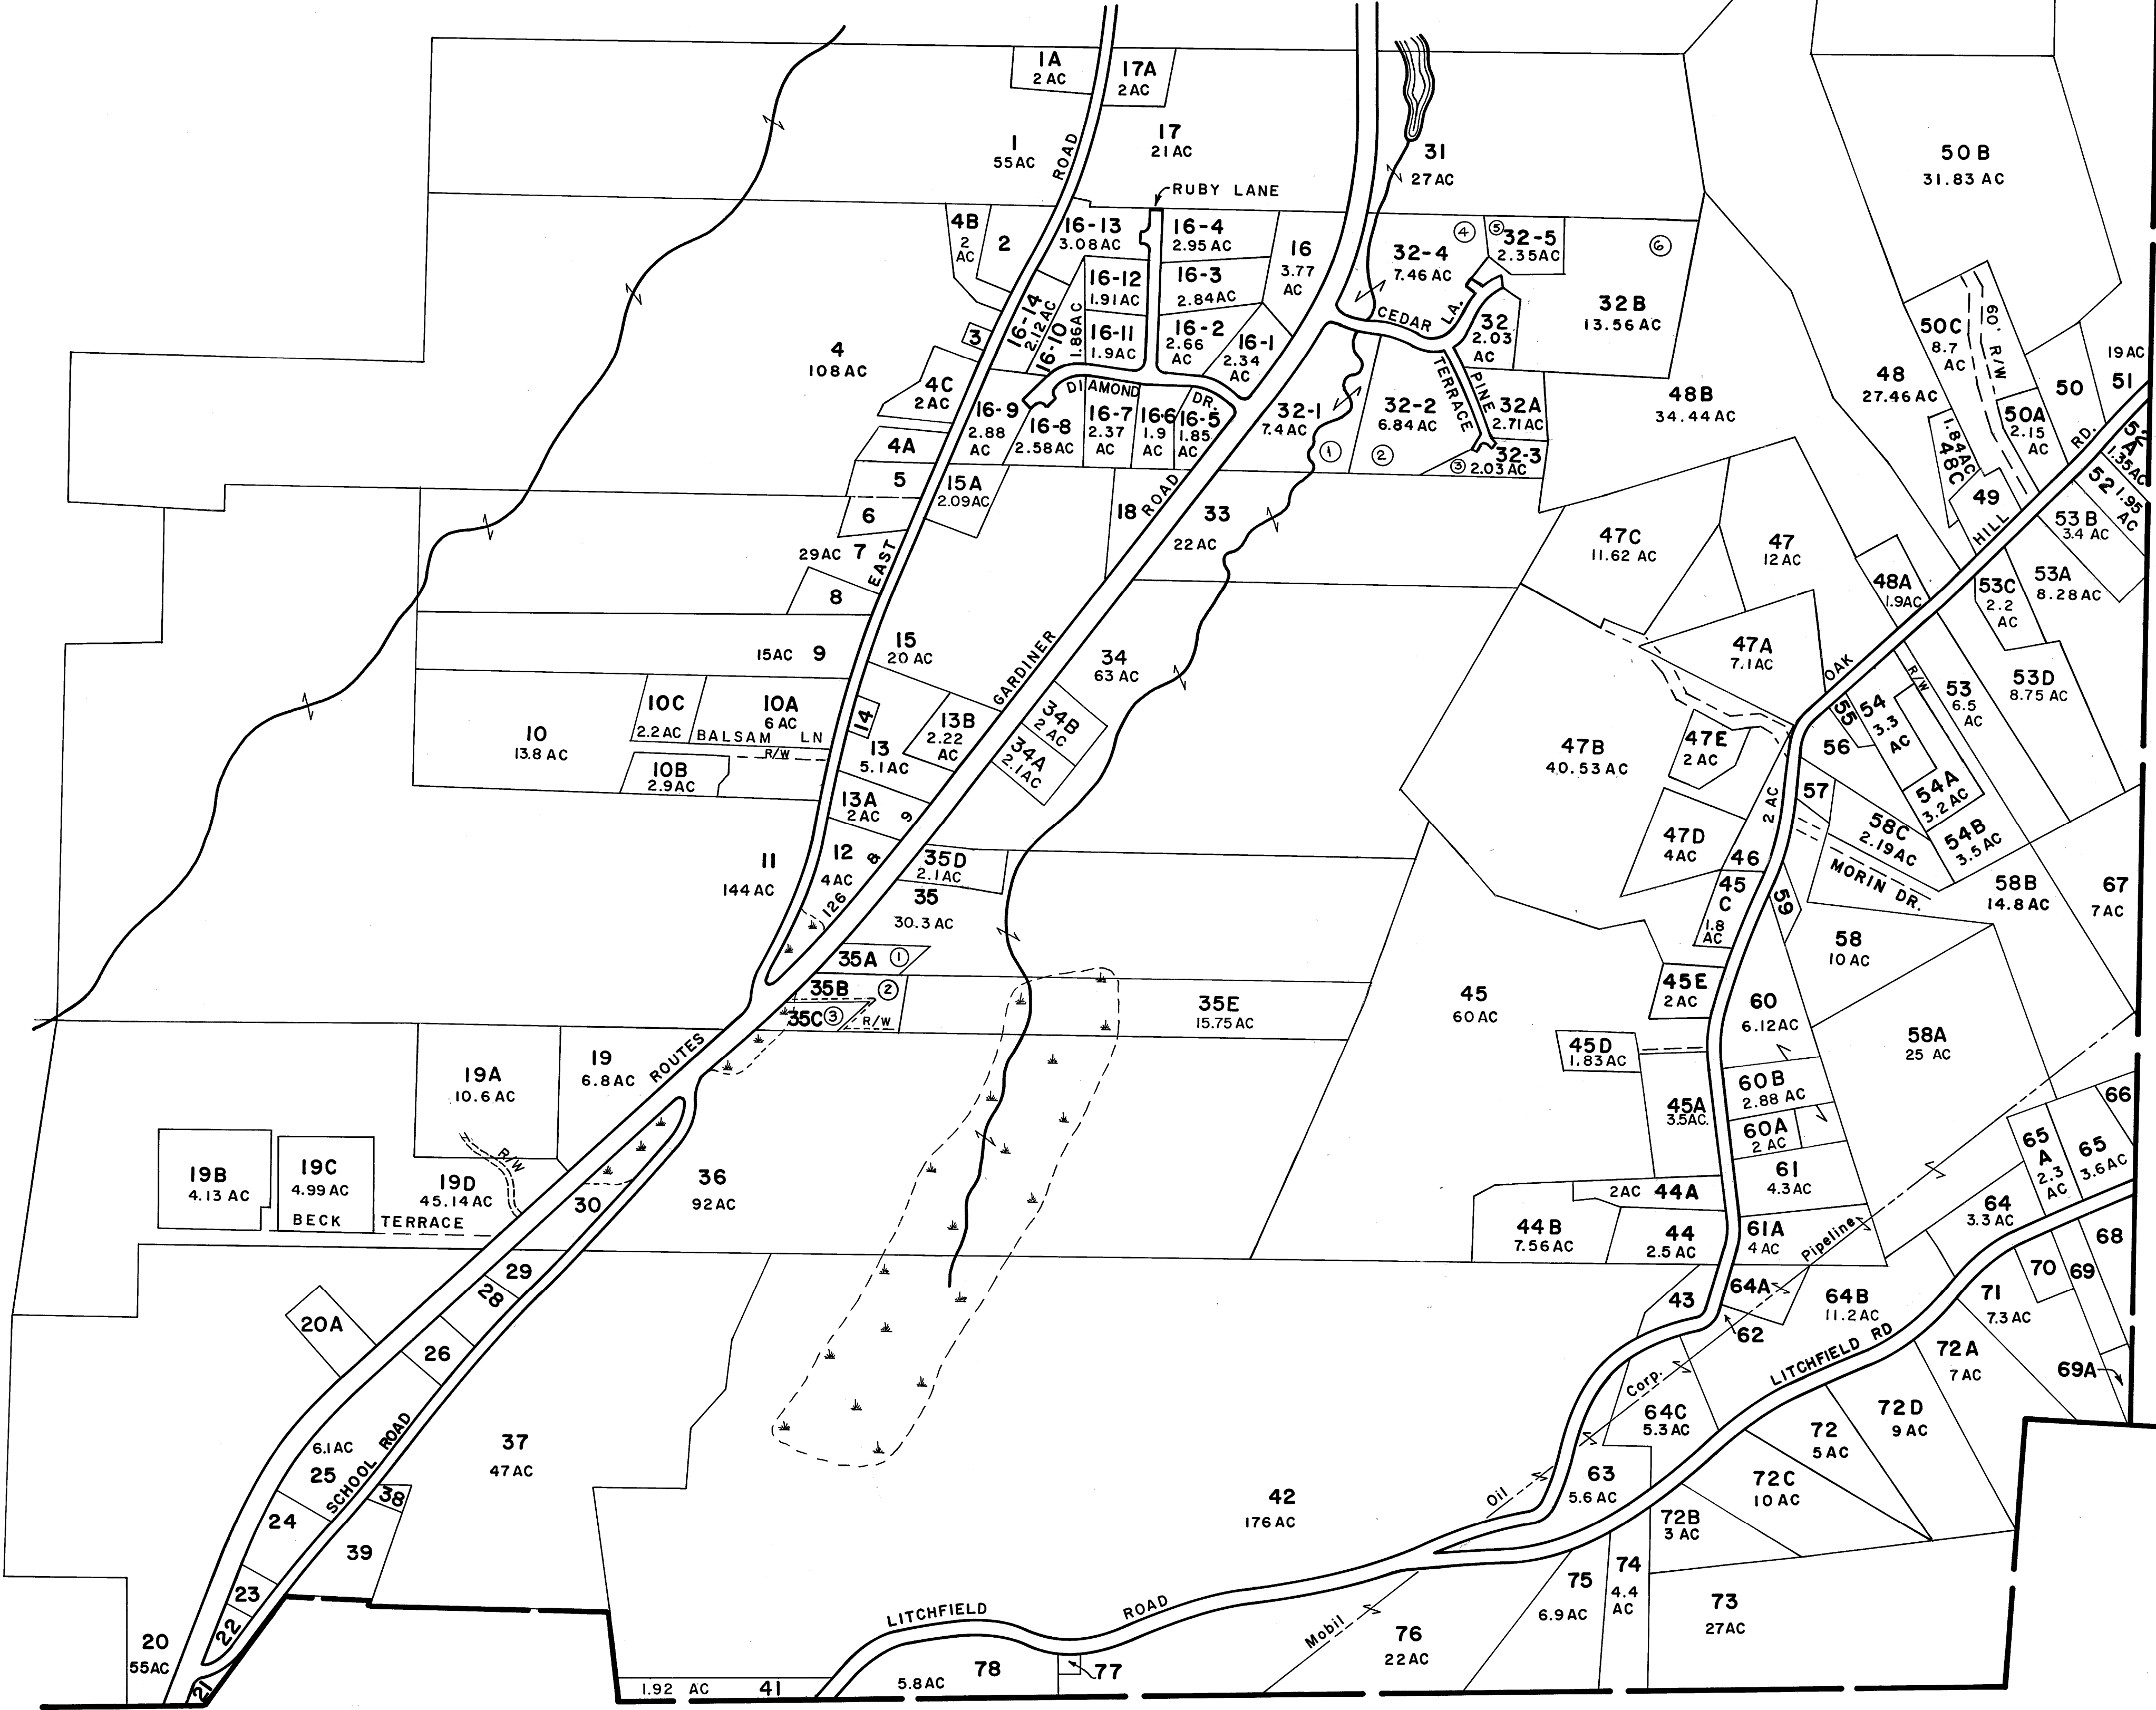 1A
2 AC
17A
2 AC
1
55 AC
ROAD
17
21 AC
31
27 AC
50 B
31.83 AC
RUBY LANE
4B
2
AC
2
16-13
3.08 AC
16-4
2.95 AC
16
3.77
AC
32-4
7.46 AC
4
5
32-5
2.35 AC
6
32B
13.56 AC
16-12
1.91 AC
16-3
2.84 AC
16-14
2.12 AC
16-10
1.86 AC
16-11
1.9 AC
16-2
2.66
AC
16-1
2.34
AC
CEDAR LA.
32
2.03
AC
3
4
108 AC
4C
2 AC
DIAMOND DR.
16-9
2.88
AC
16-8
2.58 AC
16-7
2.37
AC
16-6
1.9
AC
16-5
1.85
AC
32-1
7.4 AC
1
32-2
6.84 AC
2
PINE
TERRACE
32A
2.71 AC
32-3
3 2.03 AC
48B
34.44 AC
48
27.46 AC
50C
8.7
AC
60' R/W
50A
2.15
AC
50
19 AC
51
1.84 AC
48C
49
52A
1.35 AC
52 1.95
AC
53 B
3.4 AC
4A
5
6
15A
2.09 AC
29 AC 7
8
EAST
18
ROAD
33
22 AC
47C
11.62 AC
47
12 AC
48A
1.9 AC
HILL
RD.
53C
2.2
AC
53A
8.28 AC
15 AC 9
15
20 AC
GARDINER
34
63 AC
47A
7.1 AC
OAK
R/W
53
6.5
AC
53D
8.75 AC
10
13.8 AC
10C
2.2 AC
10A
6 AC
BALSAM LN
R/W
10B
2.9 AC
14
13
5.1 AC
13B
2.22
AC
34B
2 AC
34A
2.1 AC
47B
40.53 AC
47E
2 AC
55
54
3.3
AC
56
54A
3.2 AC
57
58C
2.19 AC
54B
3.5 AC
13A
2 AC
9
12
4 AC
8
126
11
144 AC
35D
2.1 AC
35
30.3 AC
47D
4 AC
2 AC
46
MORIN DR.
58B
14.8 AC
67
7 AC
45
C
1.8
AC
59
58
10 AC
35A 1
35B 2
35C 3
R/W
35E
15.75 AC
45
60 AC
45E
2 AC
60
6.12 AC
58A
25 AC
19A
10.6 AC
19
6.8 AC
ROUTES
45D
1.83 AC
45A
3.5 AC.
60B
2.88 AC
60A
2 AC
65
A
2.3
AC
65
3.6 AC
66
19B
4.13 AC
19C
4.99 AC
19D
45.14 AC
R/W
BECK TERRACE
30
36
92 AC
2 AC 44A
61
4.3 AC
44B
7.56 AC
44
2.5 AC
61A
4 AC
Pipeline
64
3.3 AC
68
29
28
20A
26
43
64A
62
64B
11.2 AC
70
69
71
7.3 AC
69A
LITCHFIELD RD
72A
7 AC
6.1 AC
25
SCHOOL ROAD
37
47 AC
38
39
24
23
22
21
20
55 AC
42
176 AC
Corp.
64C
5.3 AC
Oil
63
5.6 AC
72
5 AC
72D
9 AC
72C
10 AC
72B
3 AC
74
4.4
AC
75
6.9 AC
73
27 AC
LITCHFIELD ROAD
Mobil
76
22 AC
1.92 AC 41
5.8 AC
78
77